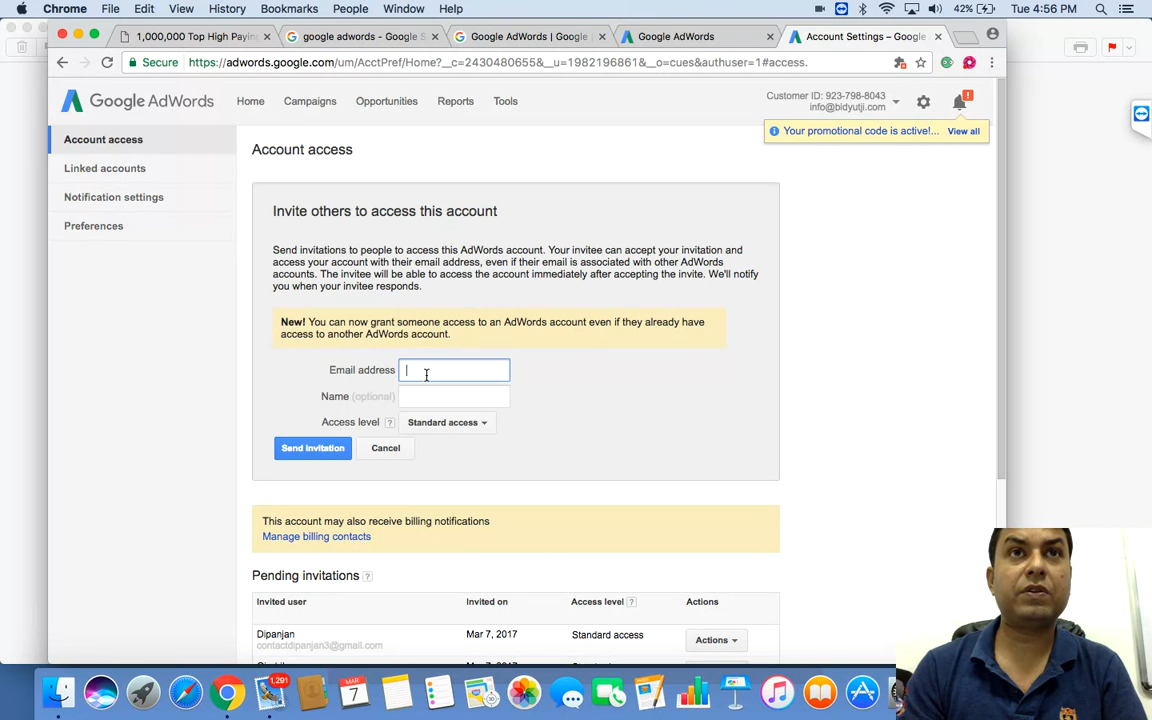 Chrome File Edit View History Bookmarks People Window Help 42% Tue 4:56 PM
1,000,000 Top High Payin × google adwords - Google S × Google AdWords | Google × Google AdWords × Account Settings – Google ×
Secure https://adwords.google.com/um/AcctPref/Home?__c=2430480655&__u=1982196861&__o=cues&authuser=1#access.
Google AdWords Home Campaigns Opportunities Reports Tools
Customer ID: 923-798-8043
info@bidyutji.com
Your promotional code is active!... View all
Account access
Linked accounts
Notification settings
Preferences
Account access
Invite others to access this account
Send invitations to people to access this AdWords account. Your invitee can accept your invitation and
access your account with their email address, even if their email is associated with other AdWords
accounts. The invitee will be able to access the account immediately after accepting the invite. We'll notify
you when your invitee responds.
New! You can now grant someone access to an AdWords account even if they already have
access to another AdWords account.
Email address
Name (optional)
Access level ? Standard access
Send invitation Cancel
This account may also receive billing notifications
Manage billing contacts
Pending invitations ?
Invited user Invited on Access level ? Actions
Dipanjan Mar 7, 2017 Standard access Actions
contactdipanjan3@gmail.com
1,291
MAR
7